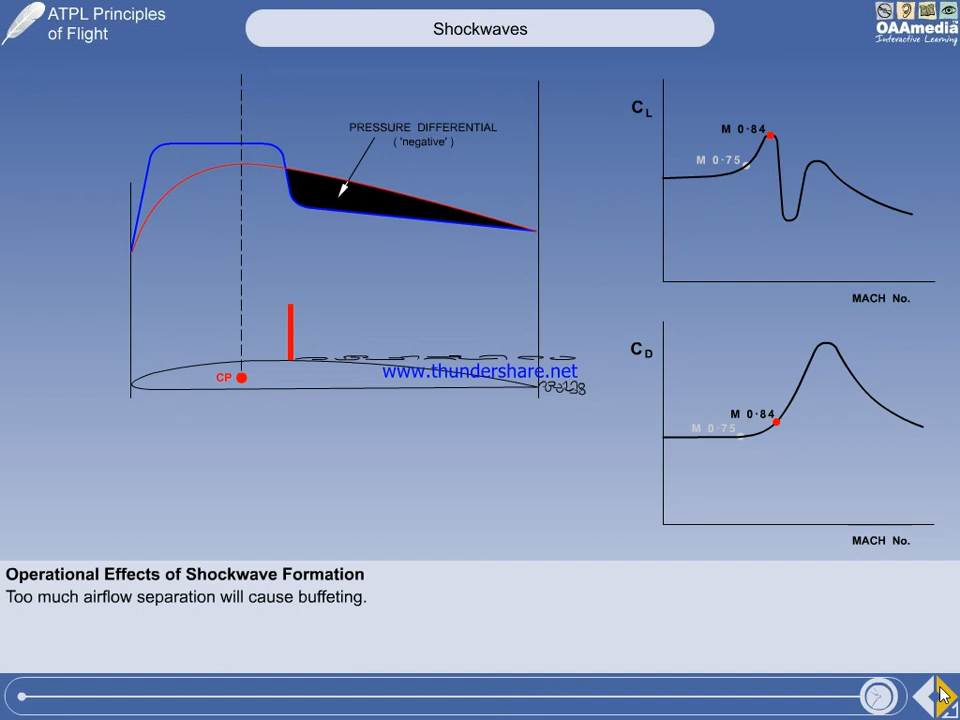 ATPL Principles
of Flight
Shockwaves
OAAmedia
Interactive Learning
PRESSURE DIFFERENTIAL
( 'negative' )
CP
www.thundershare.net
CL
M 0·84
M 0·75
MACH No.
CD
M 0·84
M 0·75
MACH No.
Operational Effects of Shockwave Formation
Too much airflow separation will cause buffeting.